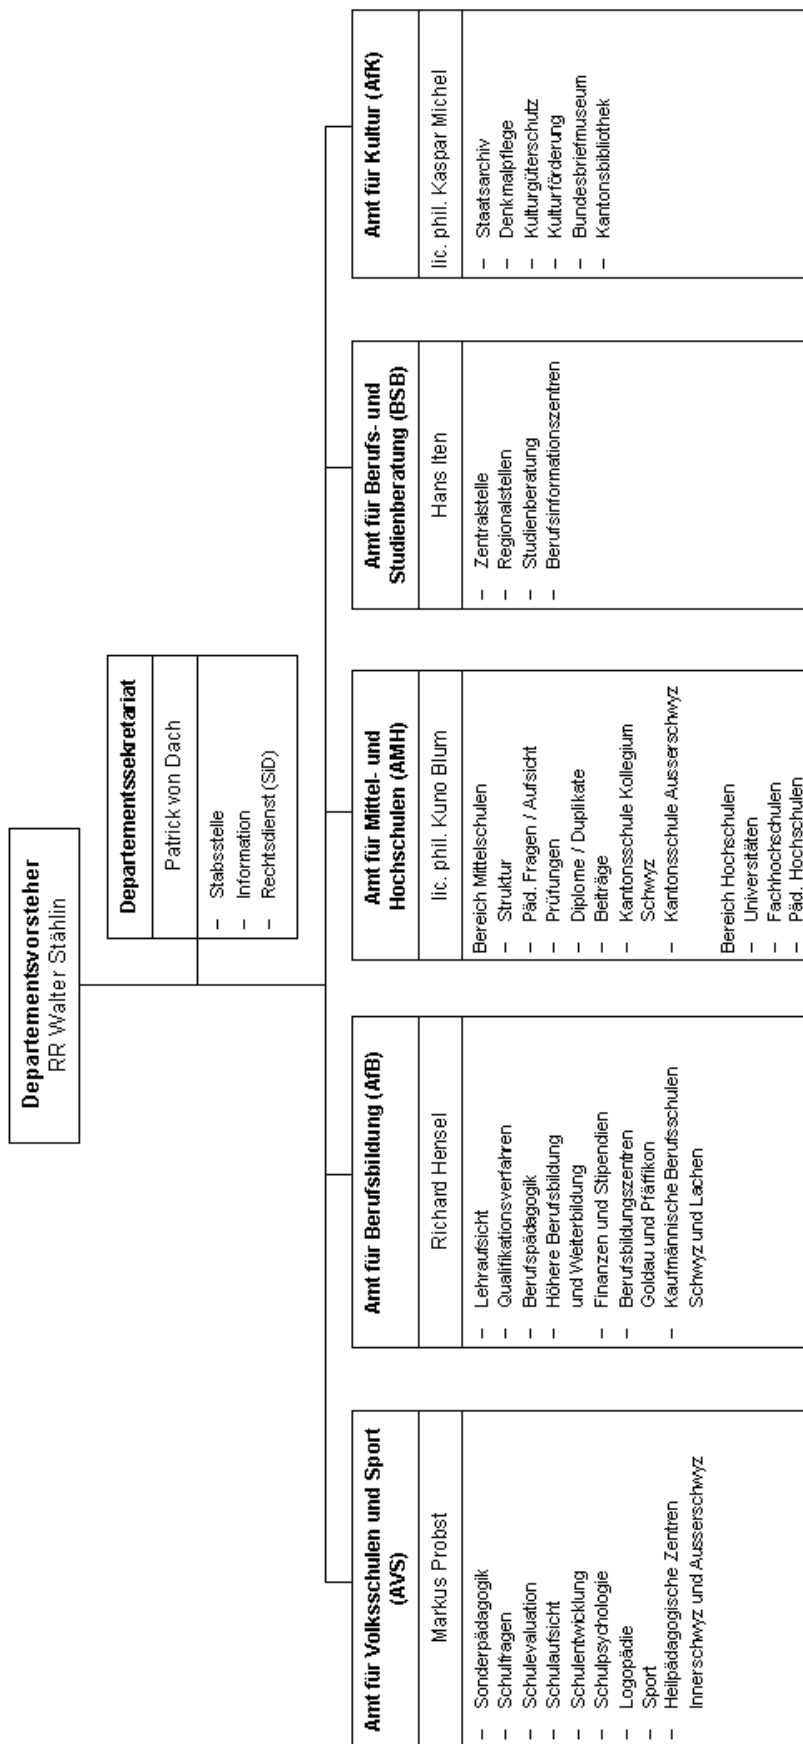 Departementsvorsteher
RR Walter Stählin
Departementssekretariat
Patrick von Dach
– Stabsstelle
– Information
– Rechtsdienst (SiD)
Amt für Volksschulen und Sport
(AVS)
Markus Probst
– Sonderpädagogik
– Schulfragen
– Schulevaluation
– Schulaufsicht
– Schulentwicklung
– Schulpsychologie
– Logopädie
– Sport
– Heilpädagogische Zentren
Innerschwyz und Ausserschwyz
Amt für Berufsbildung (AfB)
Richard Hensel
– Lehraufsicht
– Qualifikationsverfahren
– Berufspädagogik
– Höhere Berufsbildung
und Weiterbildung
– Finanzen und Stipendien
– Berufsbildungszentren
Goldau und Pfäffikon
– Kaufmännische Berufsschulen
Schwyz und Lachen
Amt für Mittel- und
Hochschulen (AMH)
lic. phil. Kuno Blum
Bereich Mittelschulen
– Struktur
– Päd. Fragen / Aufsicht
– Prüfungen
– Diplome / Duplikate
– Beiträge
– Kantonsschule Kollegium
Schwyz
– Kantonsschule Ausserschwyz
Bereich Hochschulen
– Universitäten
– Fachhochschulen
– Päd. Hochschulen
Amt für Berufs- und
Studienberatung (BSB)
Hans Iten
– Zentralstelle
– Regionalstellen
– Studienberatung
– Berufsinformationszentren
Amt für Kultur (AfK)
lic. phil. Kaspar Michel
– Staatsarchiv
– Denkmalpflege
– Kulturgüterschutz
– Kulturförderung
– Bundesbriefmuseum
– Kantonsbibliothek